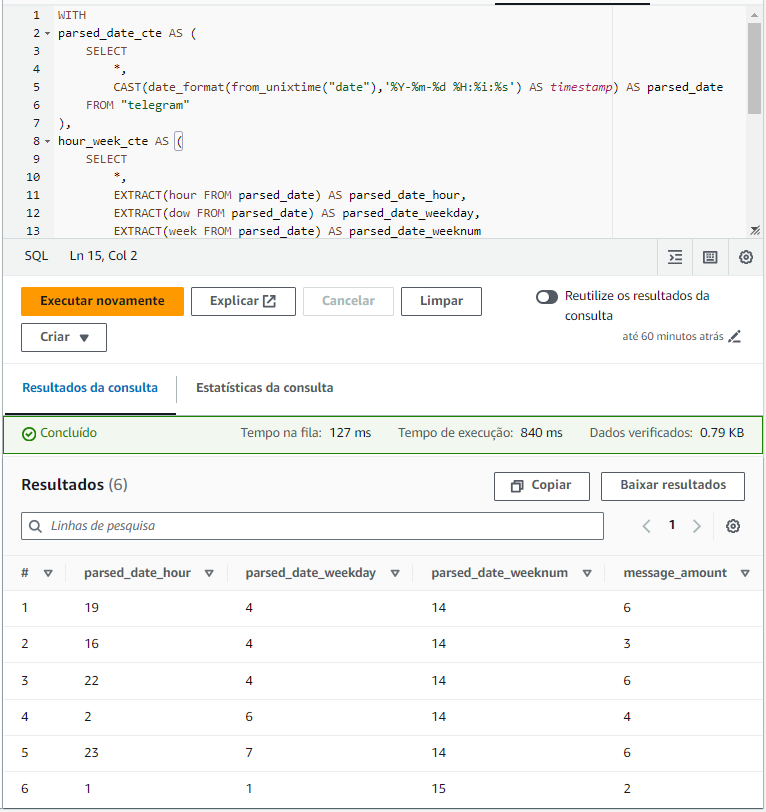 1 WITH
2 parsed_date_cte AS (
3 SELECT
4 *,
5 CAST(date_format(from_unixtime("date"),'%Y-%m-%d %H:%i:%s') AS timestamp) AS parsed_date
6 FROM "telegram"
7 ),
8 hour_week_cte AS (
9 SELECT
10 *,
11 EXTRACT(hour FROM parsed_date) AS parsed_date_hour,
12 EXTRACT(dow FROM parsed_date) AS parsed_date_weekday,
13 EXTRACT(week FROM parsed_date) AS parsed_date_weeknum
SQL Ln 15, Col 2
Executar novamente Explicar Cancelar Limpar Reutilize os resultados da
consulta
Criar até 60 minutos atrás
Resultados da consulta Estatísticas da consulta
Concluído Tempo na fila: 127 ms Tempo de execução: 840 ms Dados verificados: 0.79 KB
Resultados (6) Copiar Baixar resultados
Linhas de pesquisa 1
# parsed_date_hour parsed_date_weekday parsed_date_weeknum message_amount
1 19 4 14 6
2 16 4 14 3
3 22 4 14 6
4 2 6 14 4
5 23 7 14 6
6 1 1 15 2